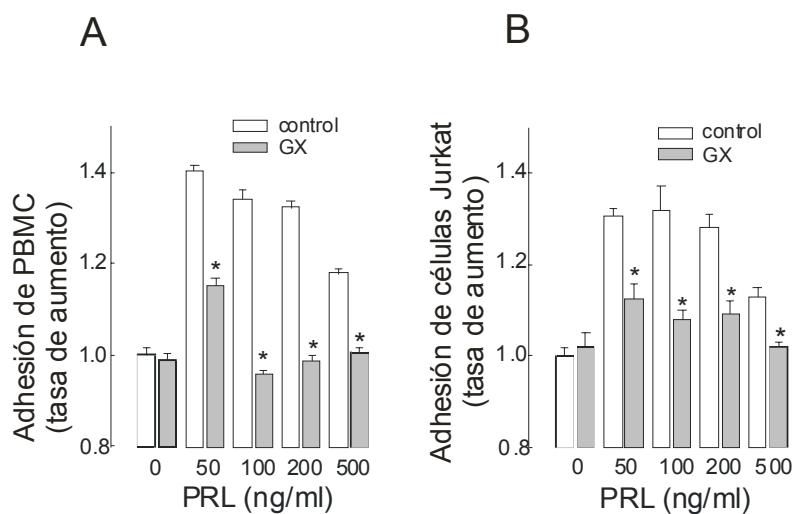 A
control
GX
Adhesión de PBMC
(tasa de aumento)
1.4
1.2
1.0
0.8
*
*
*
*
0 50 100 200 500
PRL (ng/ml)
B
control
GX
Adhesión de células Jurkat
(tasa de aumento)
1.4
1.2
1.0
0.8
*
*
*
*
0 50 100 200 500
PRL (ng/ml)